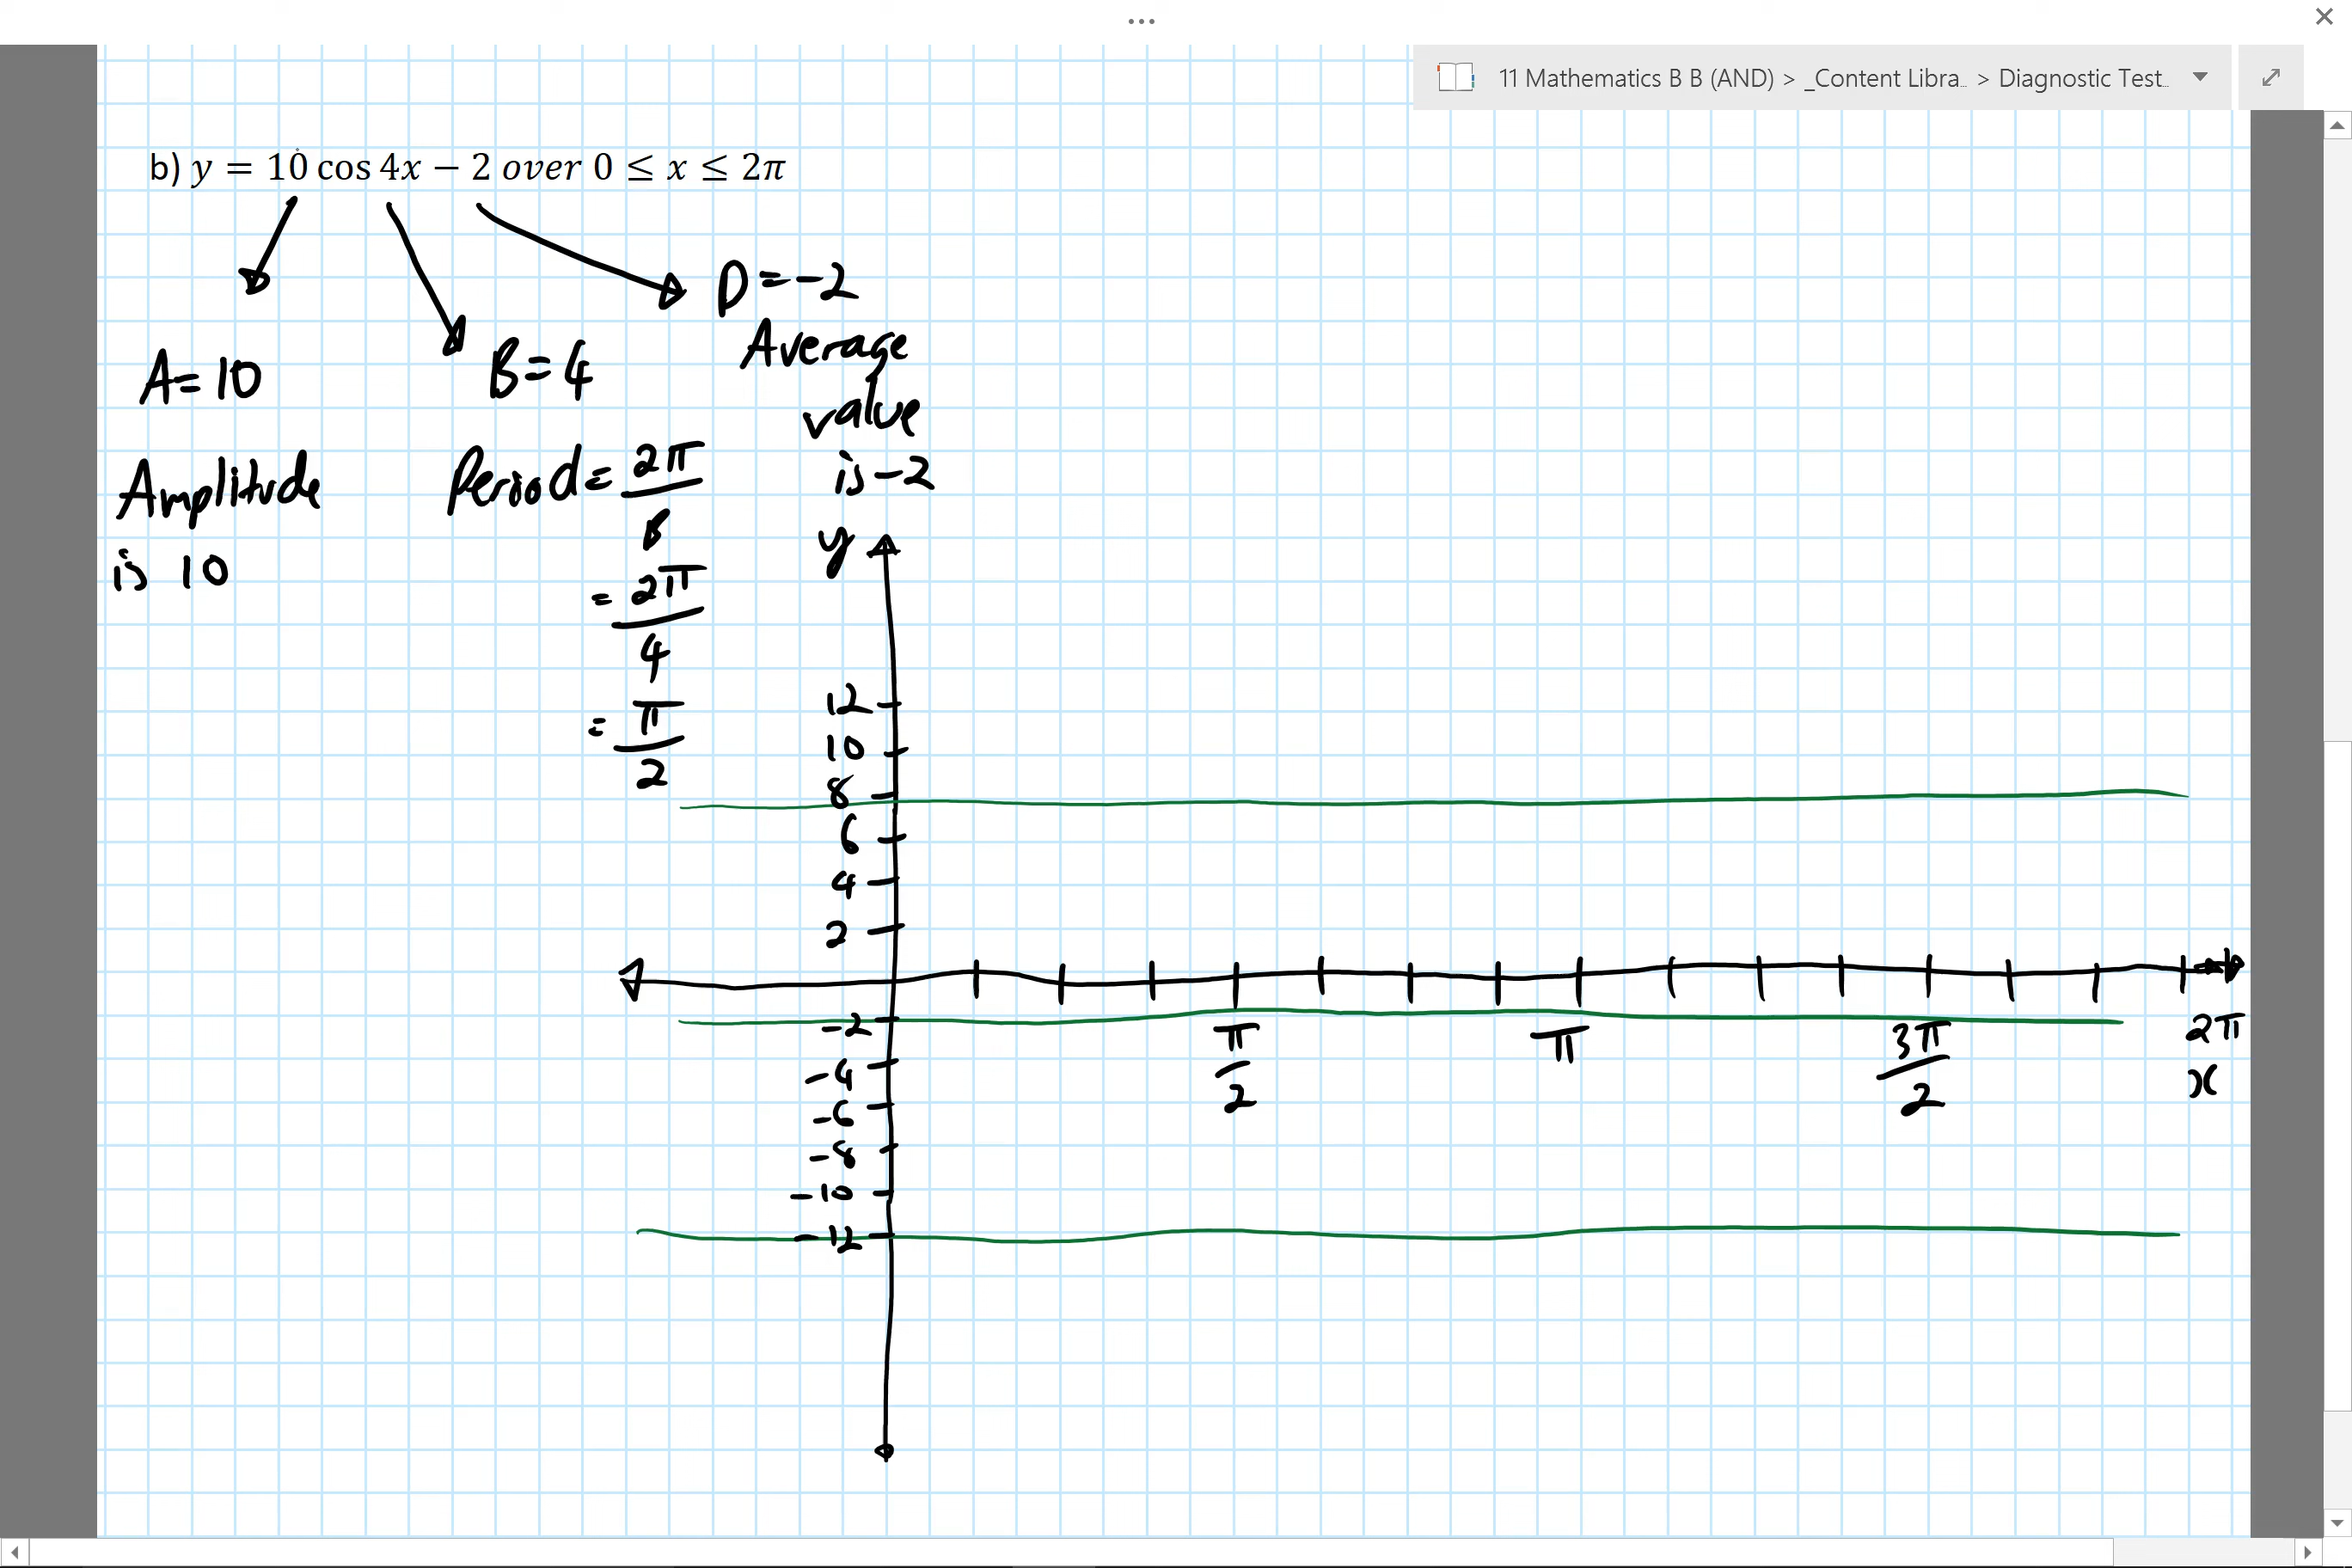 11 Mathematics B B (AND) > _Content Libra... > Diagnostic Test...
b) y = 10 cos 4x − 2 over 0 ≤ x ≤ 2π
D = −2
Average
value
is −2
A = 10
B = 4
Amplitude
is 10
Period = 2π/B
= 2π/4
= π/2
y
12
10
8
6
4
2
−2
−4
−6
−8
−10
−12
π/2
π
3π/2
2π
x